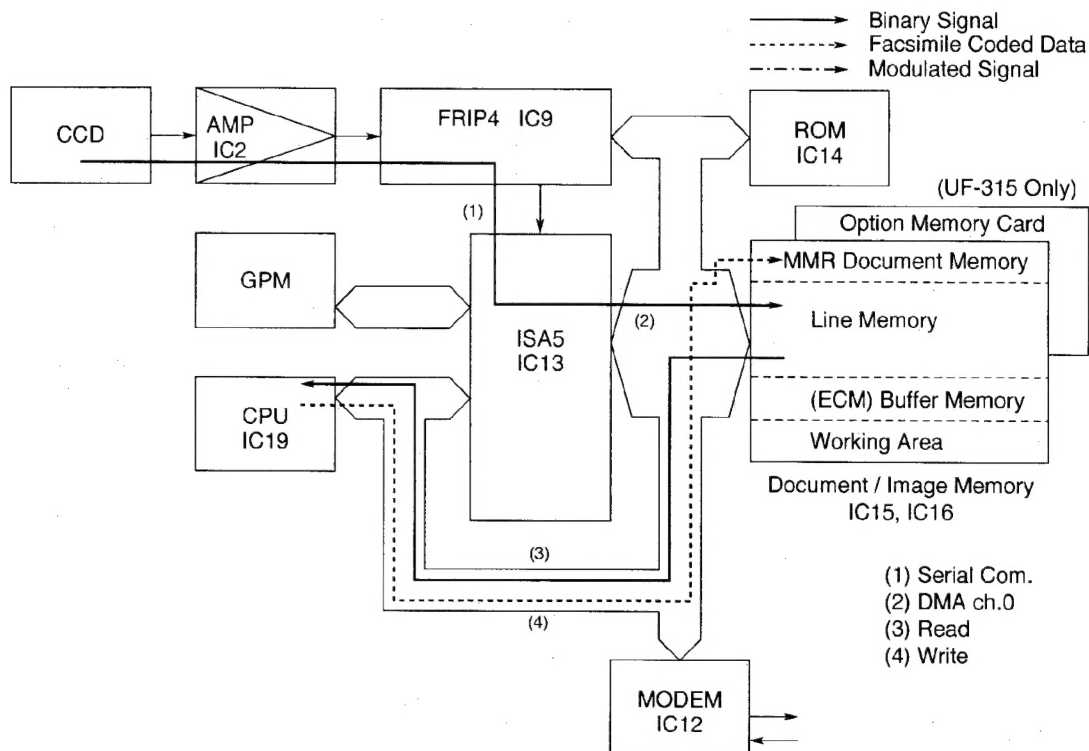 Binary Signal
Facsimile Coded Data
Modulated Signal
CCD
AMP
IC2
FRIP4 IC9
ROM
IC14
(UF-315 Only)
Option Memory Card
(1)
GPM
MMR Document Memory
(2)
Line Memory
ISA5
IC13
CPU
IC19
(ECM) Buffer Memory
Working Area
Document / Image Memory
IC15, IC16
(3)
(4)
(1) Serial Com.
(2) DMA ch.0
(3) Read
(4) Write
MODEM
IC12